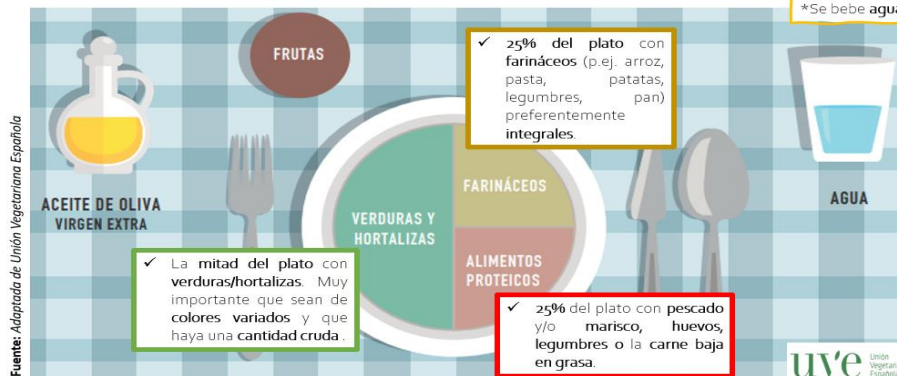 *Se bebe agua
FRUTAS
✓ 25% del plato con
farináceos (p.ej. arroz,
pasta, patatas,
legumbres, pan)
preferentemente
integrales.
ACEITE DE OLIVA
VIRGEN EXTRA
FARINÁCEOS
AGUA
VERDURAS Y
HORTALIZAS
ALIMENTOS
PROTEICOS
✓ La mitad del plato con
verduras/hortalizas. Muy
importante que sean de
colores variados y que
haya una cantidad cruda .
✓ 25% del plato con pescado
y/o marisco, huevos,
legumbres o la carne baja
en grasa.
Fuente: Adaptada de Unión Vegetariana Española
uve
Unión